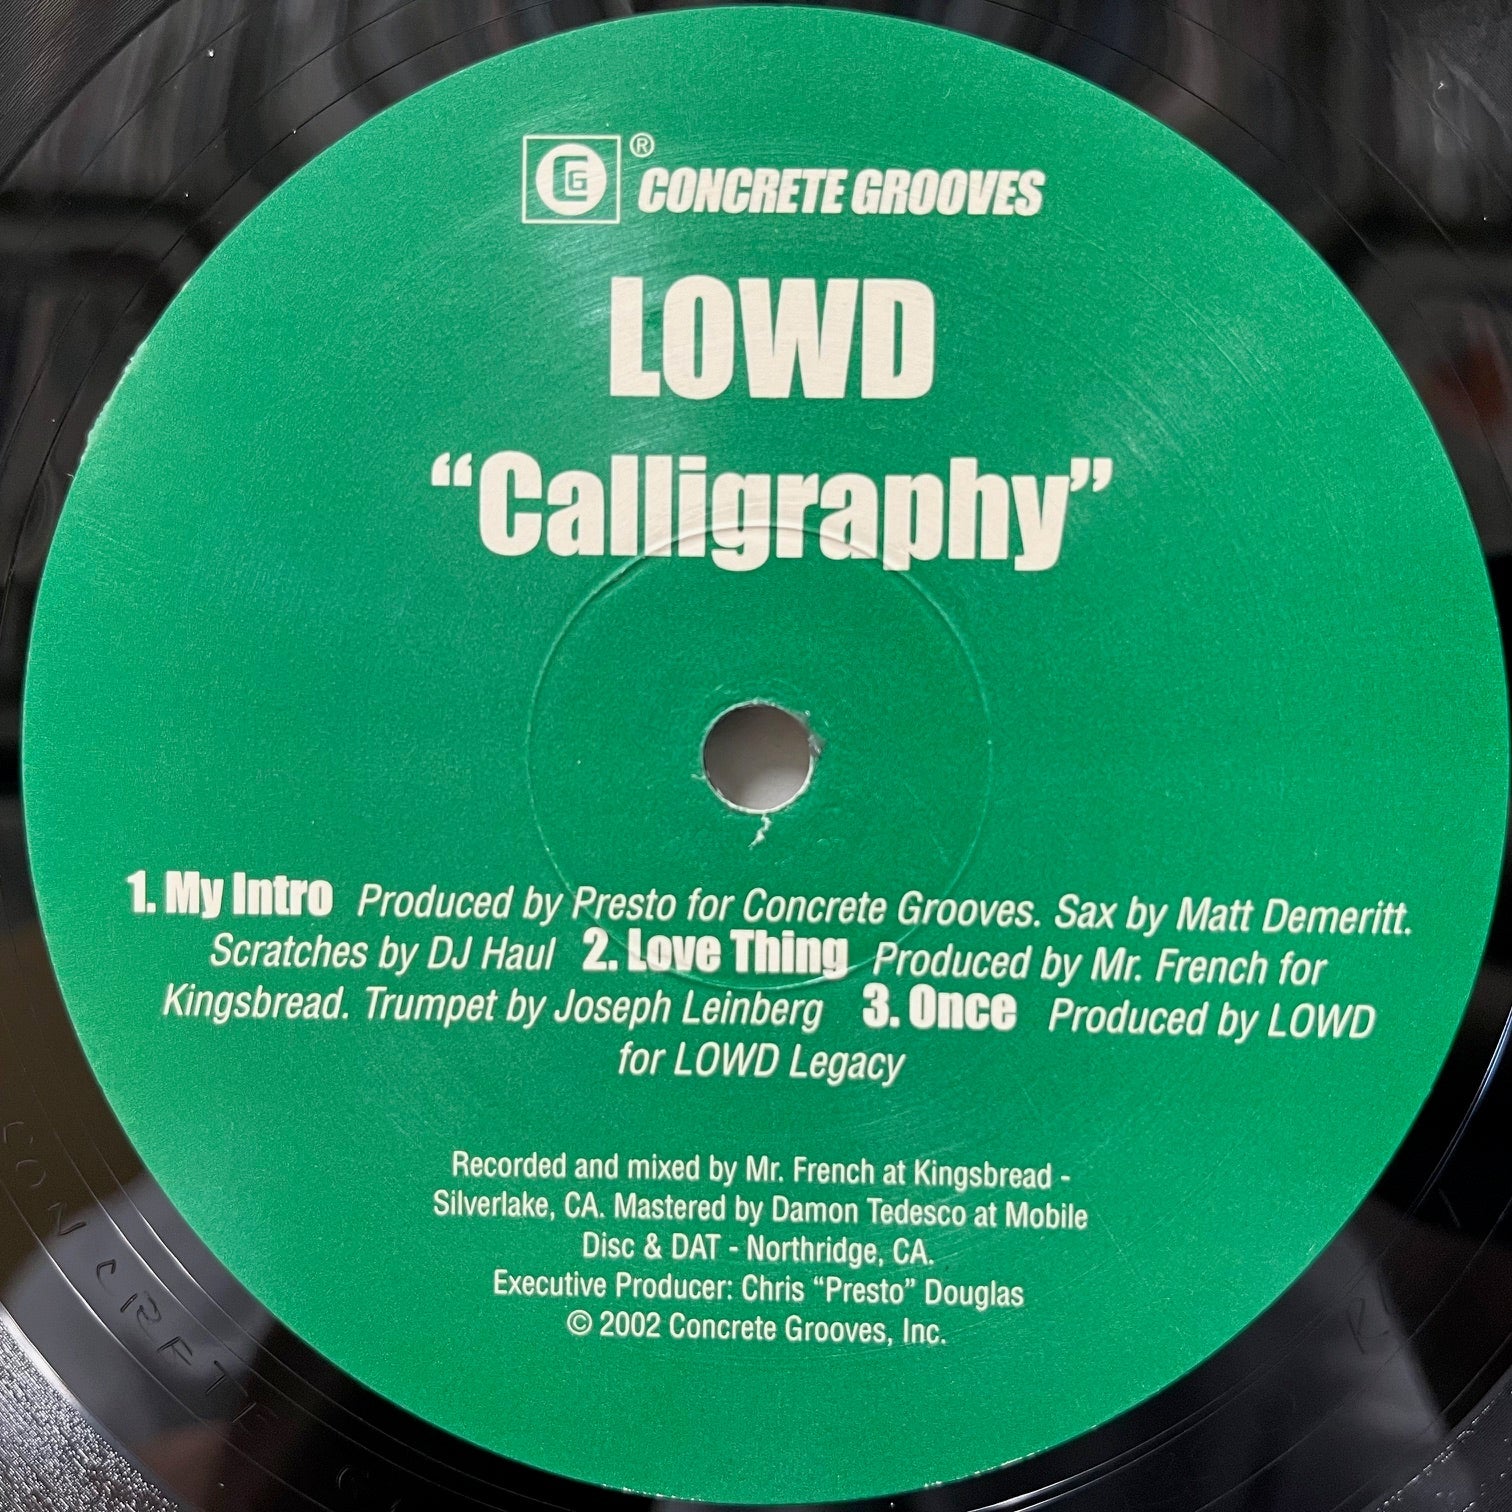 CG ® CONCRETE GROOVES
LOWD
“Calligraphy”
1. My Intro Produced by Presto for Concrete Grooves. Sax by Matt Demeritt.
Scratches by DJ Haul 2. Love Thing Produced by Mr. French for
Kingsbread. Trumpet by Joseph Leinberg 3. Once Produced by LOWD
for LOWD Legacy
Recorded and mixed by Mr. French at Kingsbread -
Silverlake, CA. Mastered by Damon Tedesco at Mobile
Disc & DAT - Northridge, CA.
Executive Producer: Chris “Presto” Douglas
© 2002 Concrete Grooves, Inc.
CONCRETE